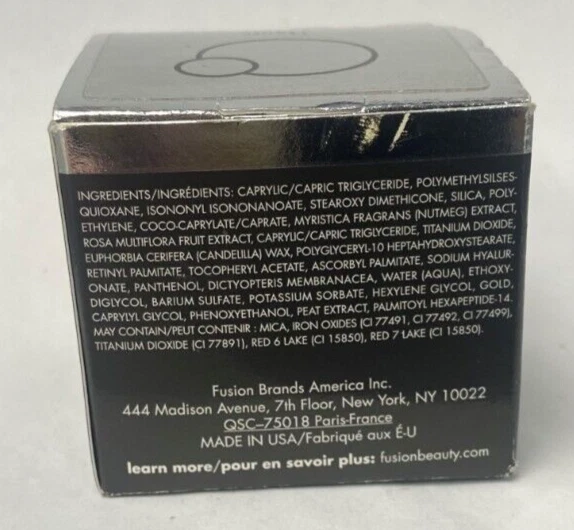 INGREDIENTS/INGRÉDIENTS: CAPRYLIC/CAPRIC TRIGLYCERIDE, POLYMETHYLSILSES-
QUIOXANE, ISONONYL ISONONANOATE, STEAROXY DIMETHICONE, SILICA, POLY-
ETHYLENE, COCO-CAPRYLATE/CAPRATE, MYRISTICA FRAGRANS (NUTMEG) EXTRACT,
ROSA MULTIFLORA FRUIT EXTRACT, CAPRYLIC/CAPRIC TRIGLYCERIDE, TITANIUM DIOXIDE,
EUPHORBIA CERIFERA (CANDELILLA) WAX, POLYGLYCERYL-10 HEPTAHYDROXYSTEARATE,
RETINYL PALMITATE, TOCOPHERYL ACETATE, ASCORBYL PALMITATE, SODIUM HYALUR-
ONATE, PANTHENOL, DICTYOPTERIS MEMBRANACEA, WATER (AQUA), ETHOXY-
DIGLYCOL, BARIUM SULFATE, POTASSIUM SORBATE, HEXYLENE GLYCOL, GOLD,
CAPRYLYL GLYCOL, PHENOXYETHANOL, PEAT EXTRACT, PALMITOYL HEXAPEPTIDE-14.
MAY CONTAIN/PEUT CONTENIR : MICA, IRON OXIDES (CI 77491, CI 77492, CI 77499),
TITANIUM DIOXIDE (CI 77891), RED 6 LAKE (CI 15850), RED 7 LAKE (CI 15850).
Fusion Brands America Inc.
444 Madison Avenue, 7th Floor, New York, NY 10022
QSC–75018 Paris-France
MADE IN USA/Fabriqué aux É-U
learn more/pour en savoir plus: fusionbeauty.com